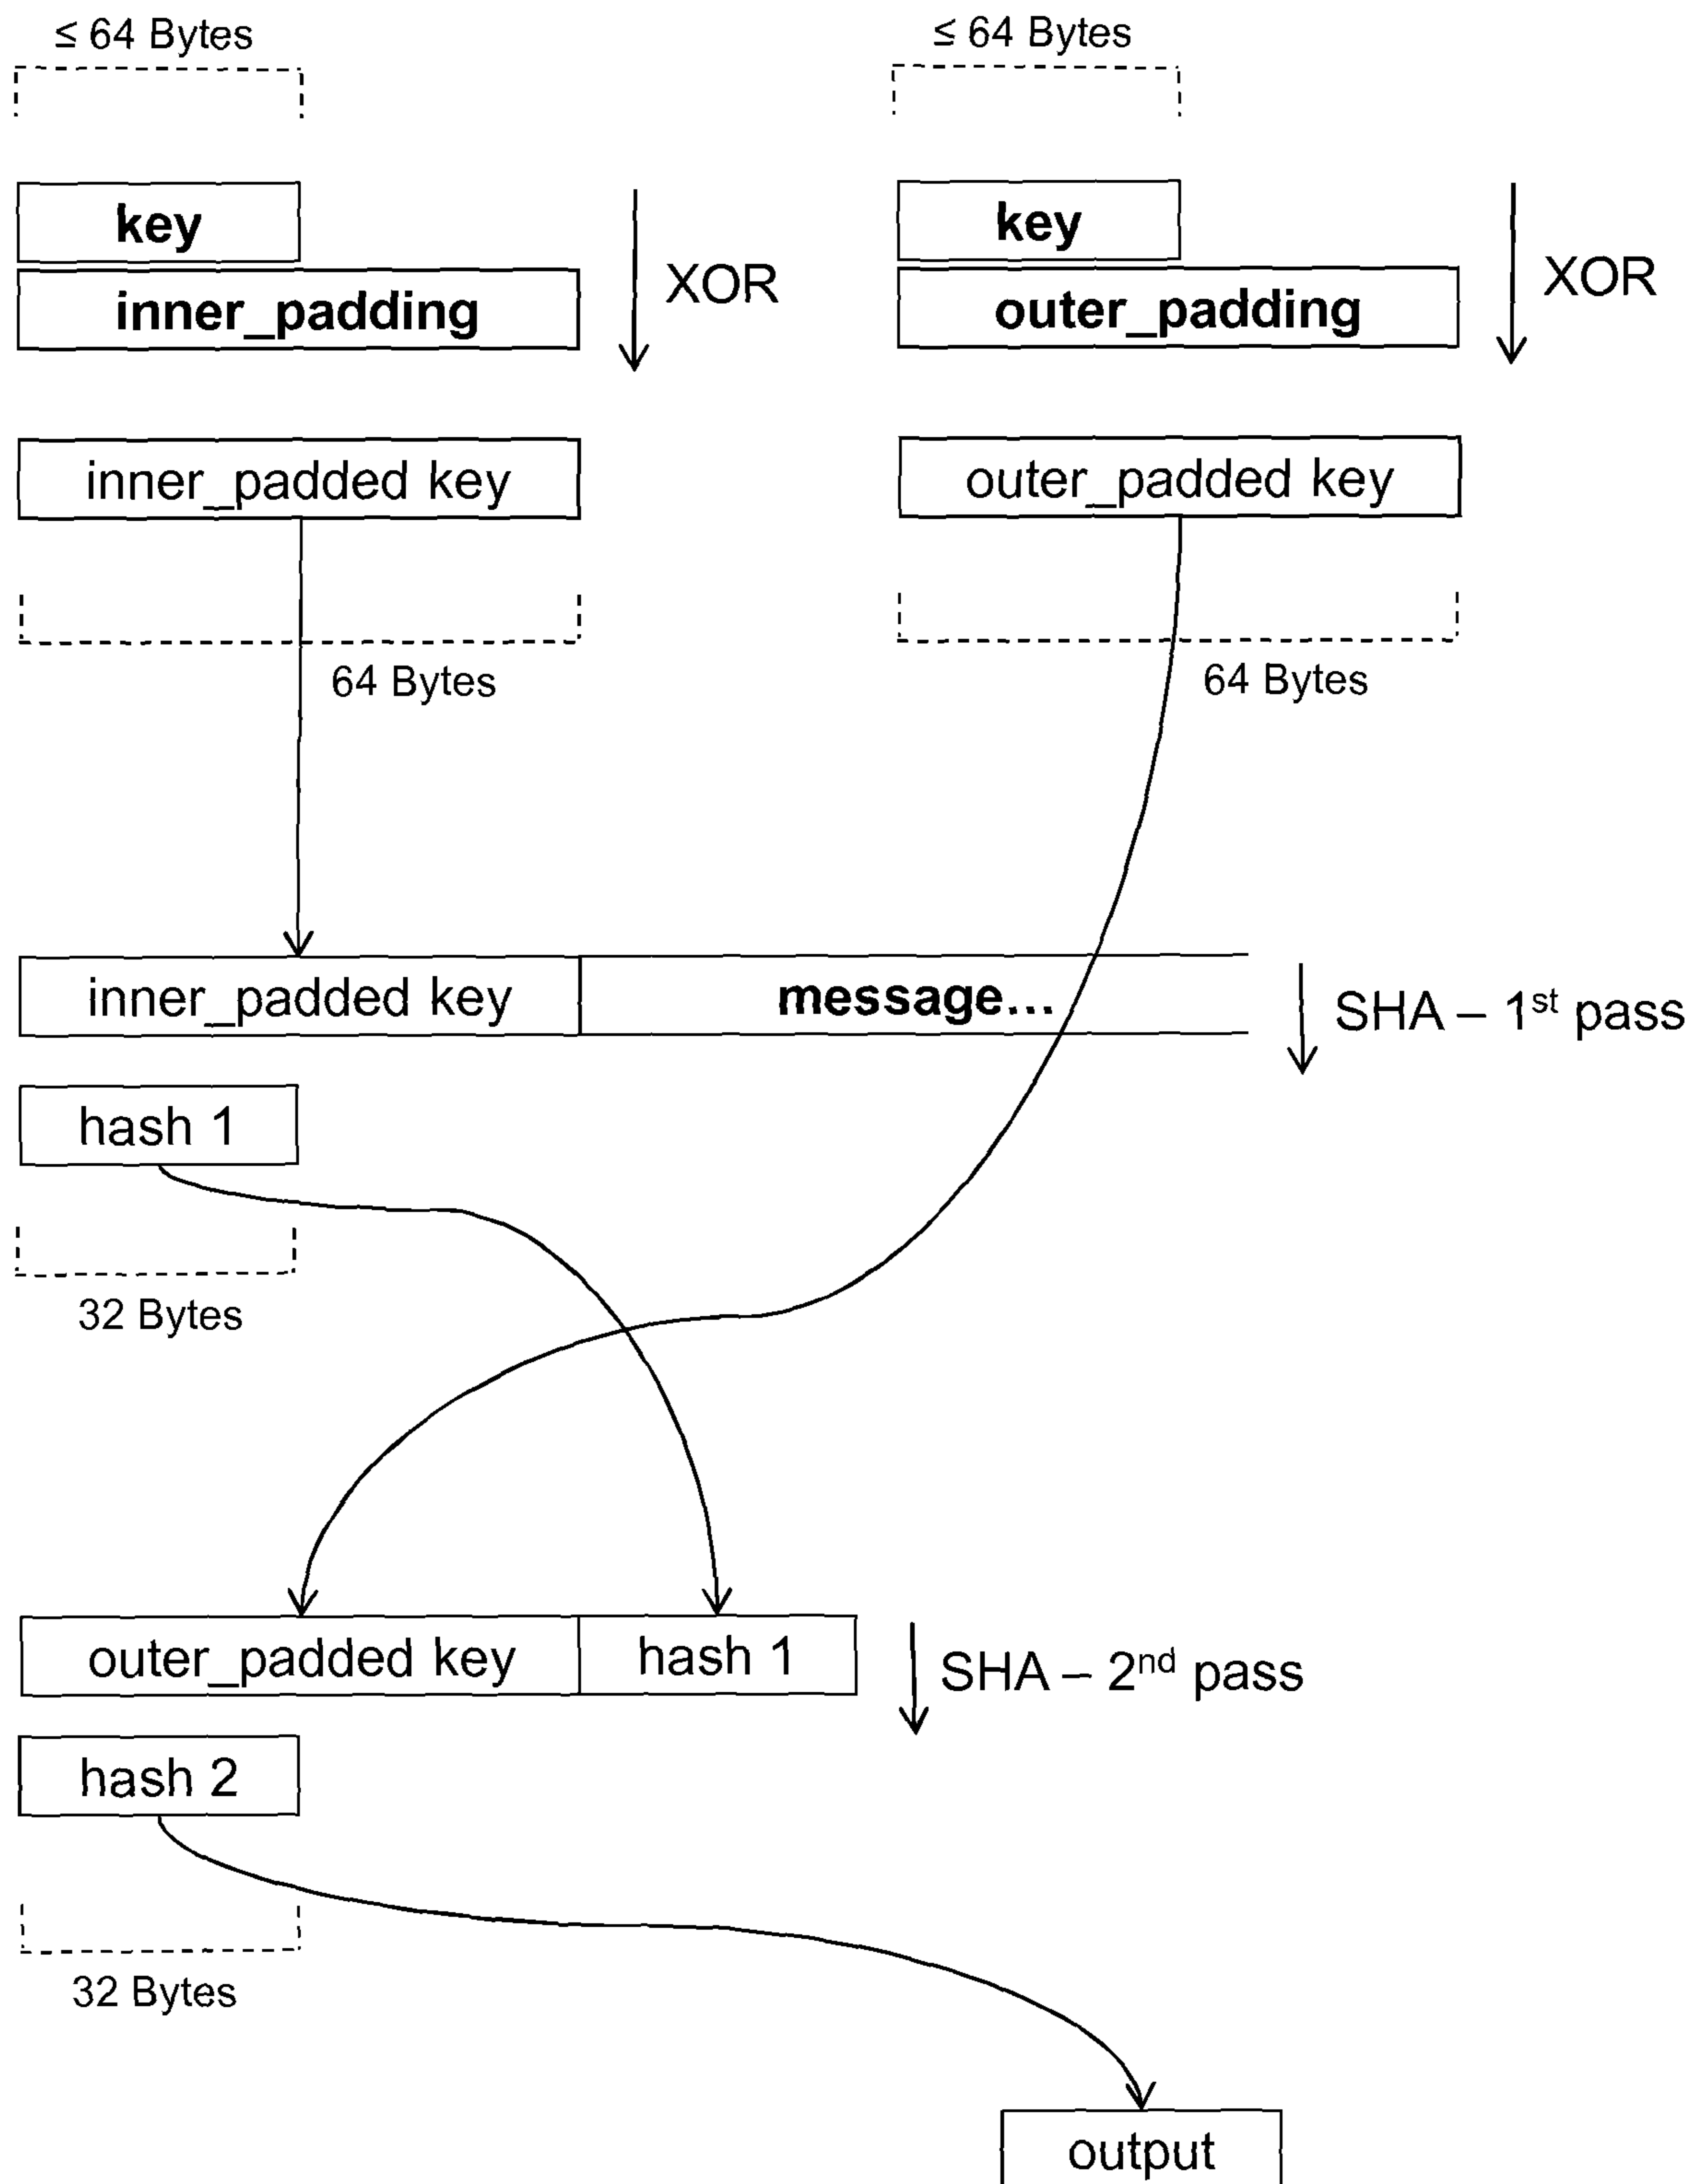 ≤ 64 Bytes
≤ 64 Bytes
key
key
inner_padding
XOR
outer_padding
XOR
inner_padded key
outer_padded key
64 Bytes
64 Bytes
inner_padded key
message...
SHA – 1st pass
hash 1
32 Bytes
outer_padded key
hash 1
SHA – 2nd pass
hash 2
32 Bytes
output